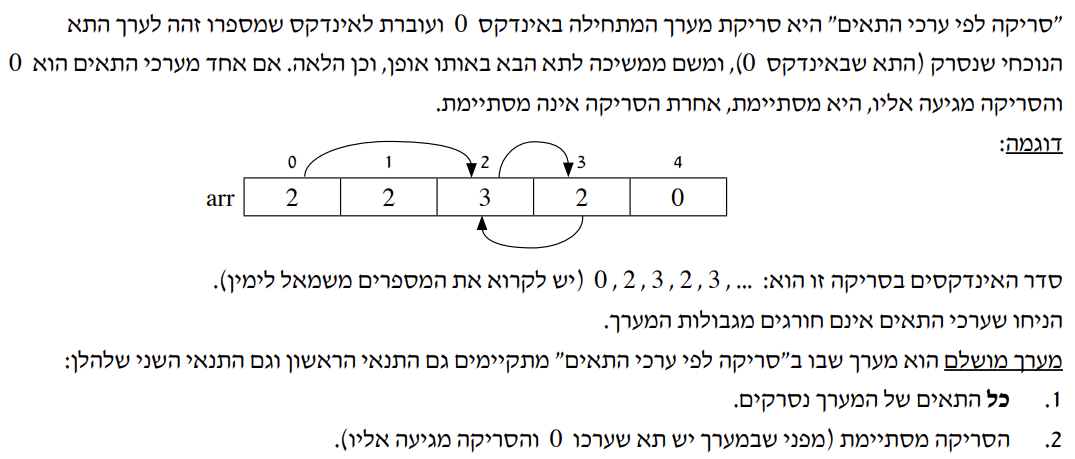 "סריקה לפי ערכי התאים" היא סריקת מערך המתחילה באינדקס 0 ועוברת לאינדקס שמספרו זהה לערך התא
הנוכחי שנסרק (התא שבאינדקס 0), ומשם ממשיכה לתא הבא באותו אופן, וכן הלאה. אם אחד מערכי התאים הוא 0
והסריקה מגיעה אליו, היא מסתיימת, אחרת הסריקה אינה מסתיימת.
דוגמה:
0 1 2 3 4
arr 2 2 3 2 0
סדר האינדקסים בסריקה זו הוא: 0 , 2 , 3 , 2 , 3 , ... (יש לקרוא את המספרים משמאל לימין).
הניחו שערכי התאים אינם חורגים מגבולות המערך.
מערך מושלם הוא מערך שבו ב"סריקה לפי ערכי התאים" מתקיימים גם התנאי הראשון וגם התנאי השני שלהלן:
1. כל התאים של המערך נסרקים.
2. הסריקה מסתיימת (מפני שבמערך יש תא שערכו 0 והסריקה מגיעה אליו).